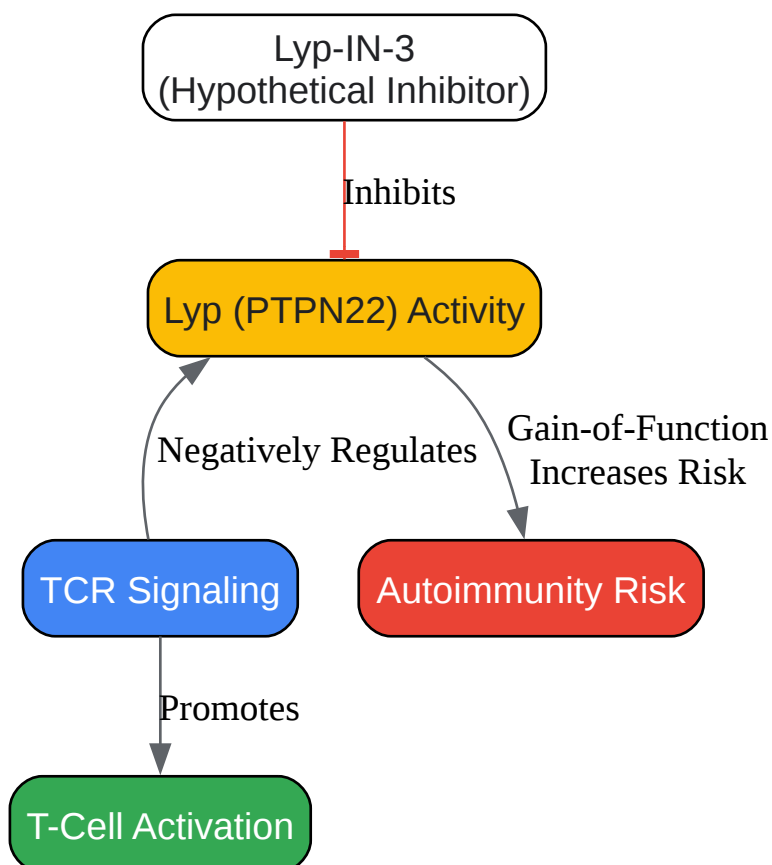 Lyp-IN-3
(Hypothetical Inhibitor)
Inhibits
Lyp (PTPN22) Activity
Negatively Regulates
Gain-of-Function
Increases Risk
TCR Signaling
Autoimmunity Risk
Promotes
T-Cell Activation